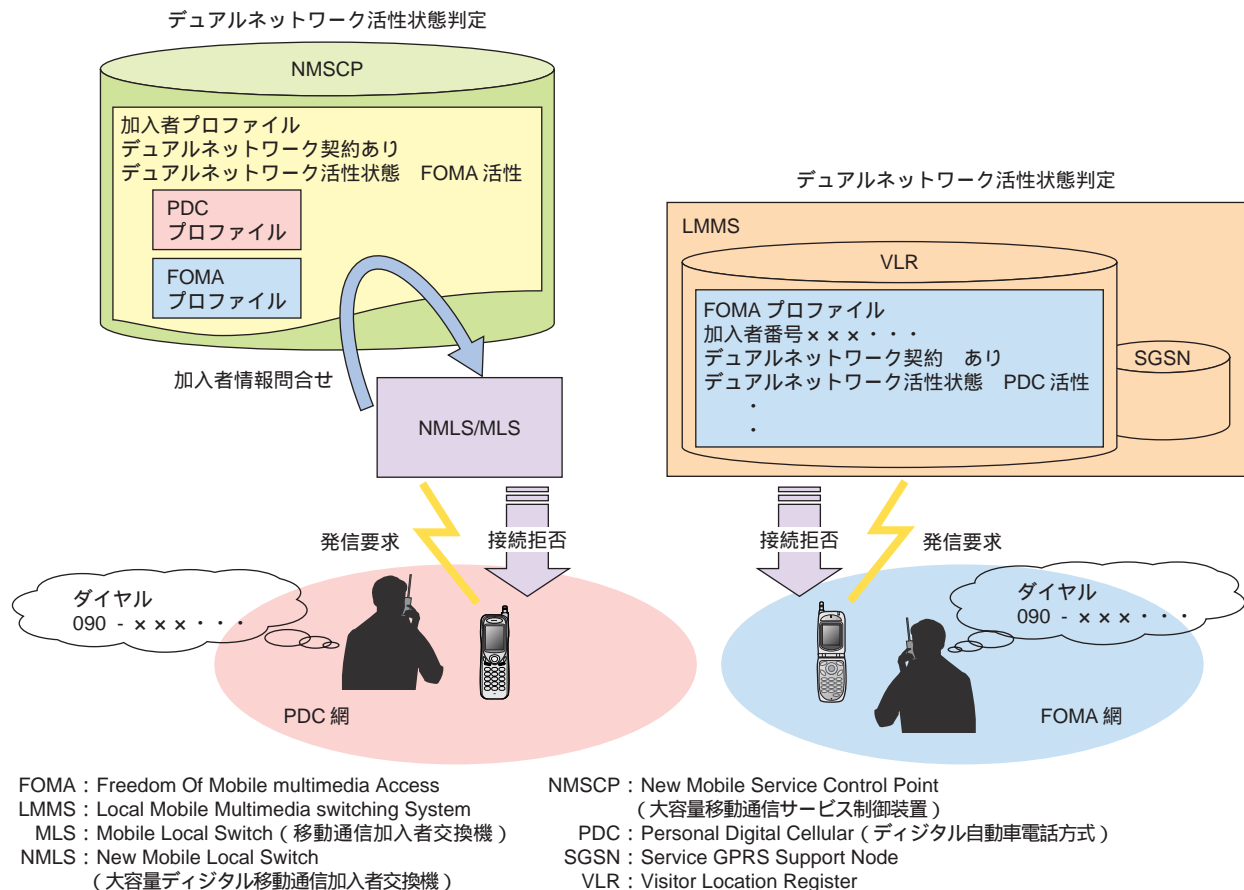 デュアルネットワーク活性状態判定
NMSCP
加入者プロファイル
デュアルネットワーク契約あり
デュアルネットワーク活性状態　FOMA 活性
PDC
プロファイル
FOMA
プロファイル
加入者情報問合せ
NMLS/MLS
発信要求
接続拒否
ダイヤル
090 - × × × ・ ・ ・
PDC 網
デュアルネットワーク活性状態判定
LMMS
VLR
FOMA プロファイル
加入者番号 × × × ・ ・ ・
デュアルネットワーク契約　あり
デュアルネットワーク活性状態　PDC 活性
・
・
SGSN
接続拒否
発信要求
ダイヤル
090 - × × × ・ ・ ・
FOMA 網
FOMA : Freedom Of Mobile multimedia Access
LMMS : Local Mobile Multimedia switching System
MLS : Mobile Local Switch（移動通信加入者交換機）
NMLS : New Mobile Local Switch
（大容量ディジタル移動通信加入者交換機）
NMSCP : New Mobile Service Control Point
（大容量移動通信サービス制御装置）
PDC : Personal Digital Cellular（ディジタル自動車電話方式）
SGSN : Service GPRS Support Node
VLR : Visitor Location Register